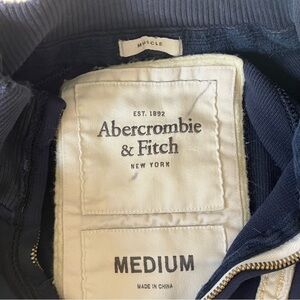 MUSCLE
EST. 1892
Abercrombie
& Fitch
NEW YORK
MEDIUM
MADE IN CHINA